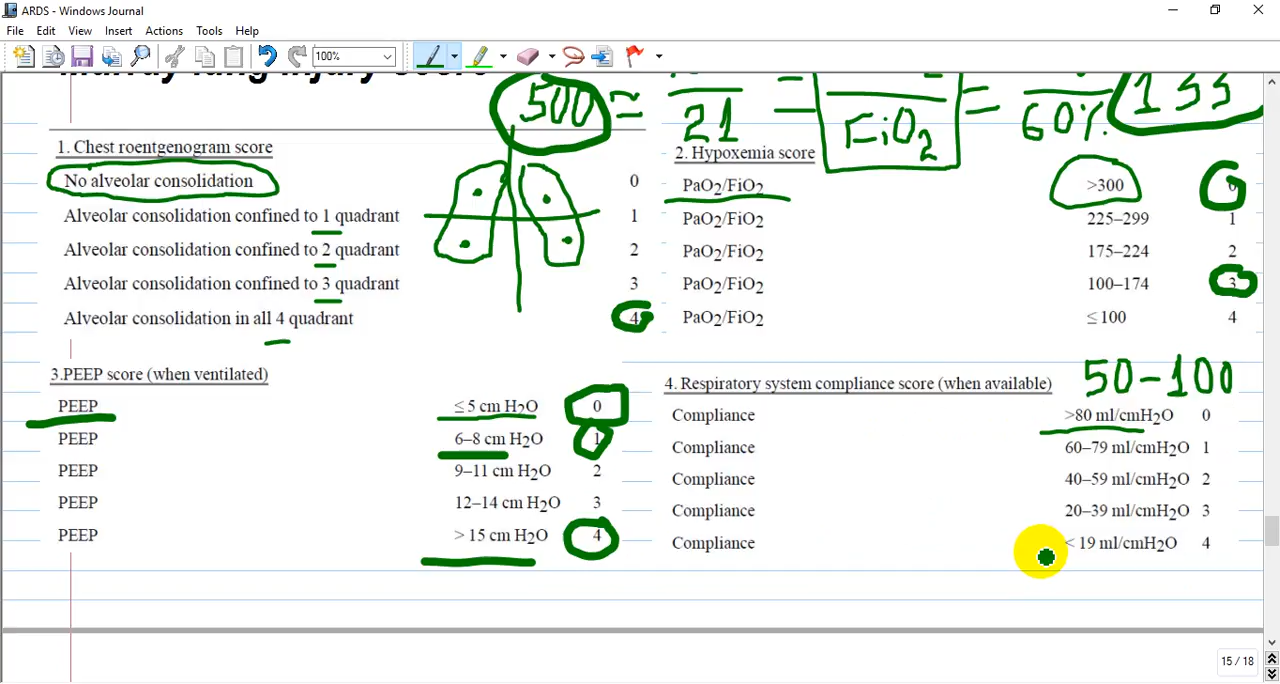 ARDS - Windows Journal
File Edit View Insert Actions Tools Help
100%
Murray lung injury score
500 ≃ 21 = FiO2 = 60% 133
1. Chest roentgenogram score
No alveolar consolidation 0
Alveolar consolidation confined to 1 quadrant 1
Alveolar consolidation confined to 2 quadrant 2
Alveolar consolidation confined to 3 quadrant 3
Alveolar consolidation in all 4 quadrant 4
2. Hypoxemia score
PaO2/FiO2 >300 0
PaO2/FiO2 225–299 1
PaO2/FiO2 175–224 2
PaO2/FiO2 100–174 3
PaO2/FiO2 ≤ 100 4
3.PEEP score (when ventilated)
PEEP ≤ 5 cm H2O 0
PEEP 6–8 cm H2O 1
PEEP 9–11 cm H2O 2
PEEP 12–14 cm H2O 3
PEEP > 15 cm H2O 4
50-100
4. Respiratory system compliance score (when available)
Compliance >80 ml/cmH2O 0
Compliance 60–79 ml/cmH2O 1
Compliance 40–59 ml/cmH2O 2
Compliance 20–39 ml/cmH2O 3
Compliance < 19 ml/cmH2O 4
15 / 18